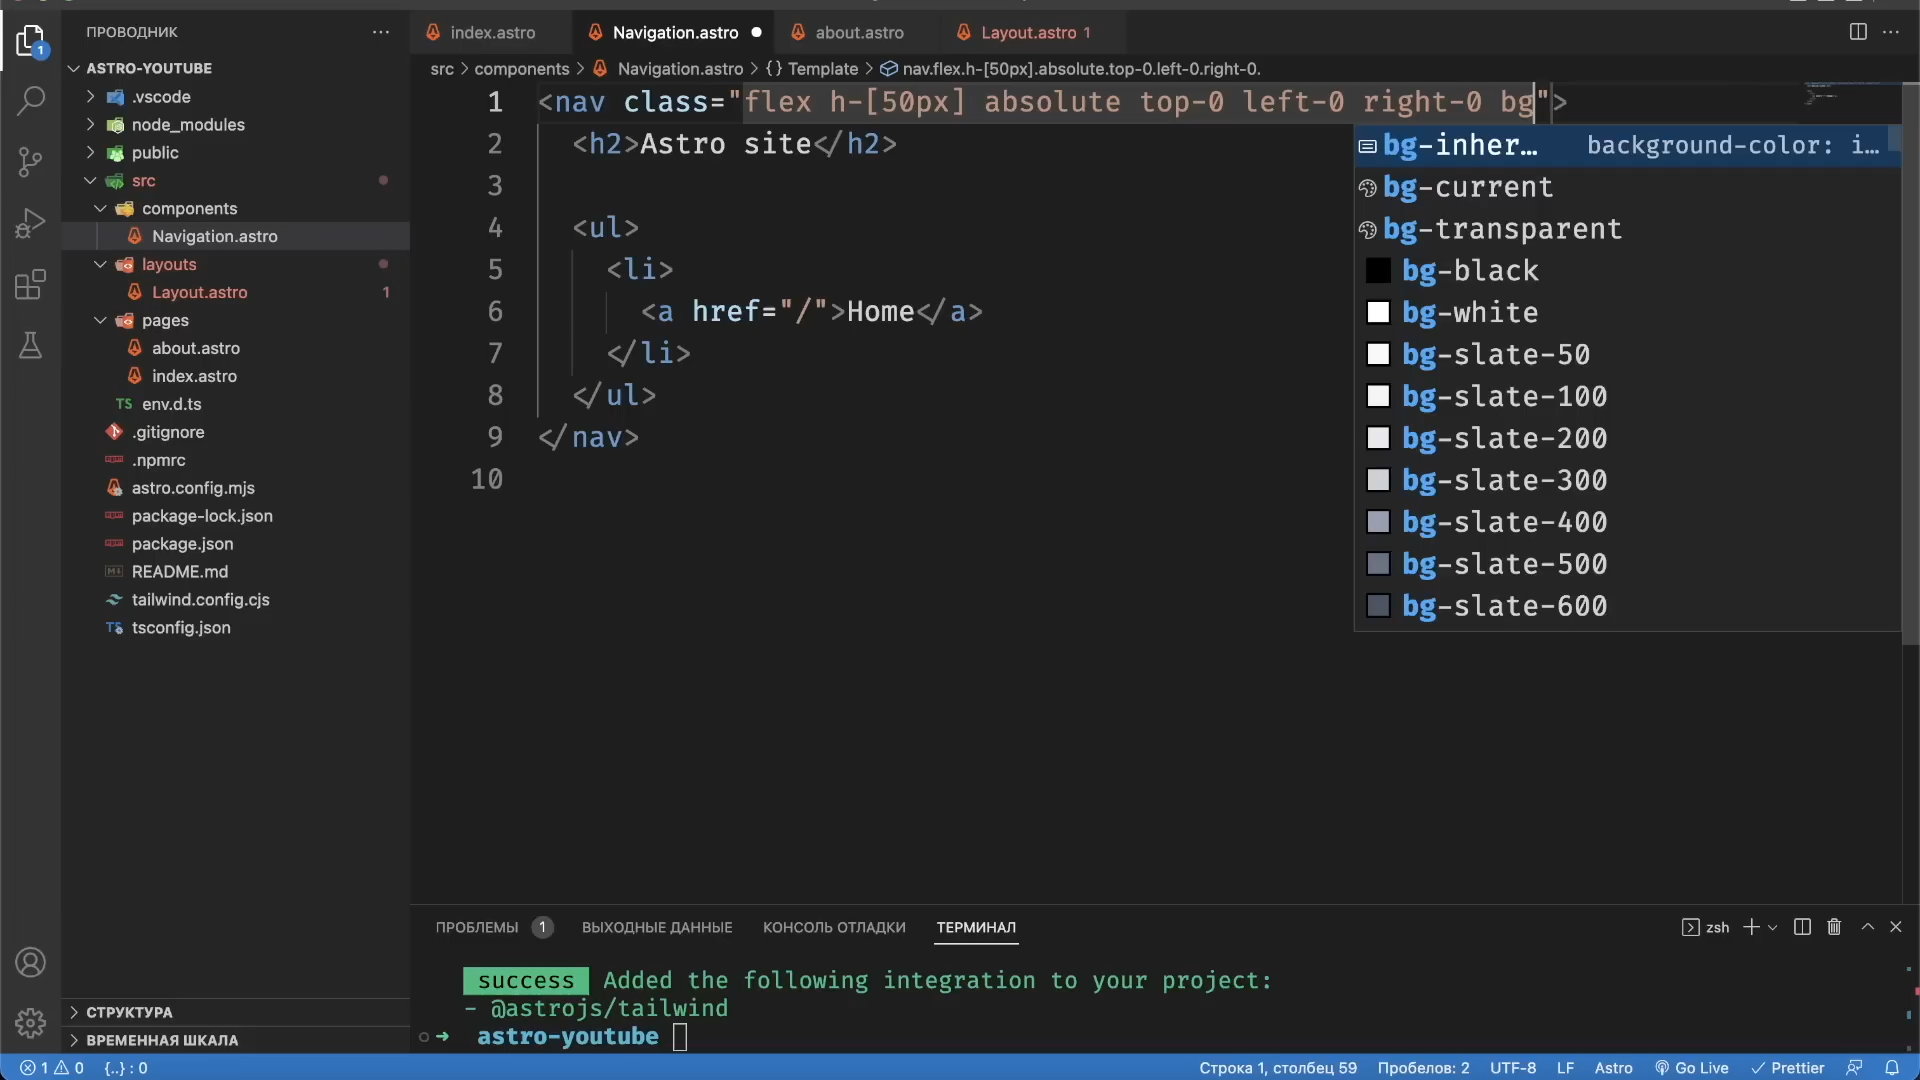 1
ПРОВОДНИК
ASTRO-YOUTUBE
.vscode
node_modules
public
src
components
Navigation.astro
layouts
Layout.astro 1
pages
about.astro
index.astro
TS env.d.ts
.gitignore
.npmrc
astro.config.mjs
package-lock.json
package.json
README.md
tailwind.config.cjs
tsconfig.json
СТРУКТУРА
ВРЕМЕННАЯ ШКАЛА
index.astro Navigation.astro about.astro Layout.astro 1
src > components > Navigation.astro > {} Template > nav.flex.h-[50px].absolute.top-0.left-0.right-0.
1 <nav class="flex h-[50px] absolute top-0 left-0 right-0 bg">
2 <h2>Astro site</h2>
3
4 <ul>
5 <li>
6 <a href="/">Home</a>
7 </li>
8 </ul>
9 </nav>
10
bg-inher… background-color: i…
bg-current
bg-transparent
bg-black
bg-white
bg-slate-50
bg-slate-100
bg-slate-200
bg-slate-300
bg-slate-400
bg-slate-500
bg-slate-600
ПРОБЛЕМЫ 1 ВЫХОДНЫЕ ДАННЫЕ КОНСОЛЬ ОТЛАДКИ ТЕРМИНАЛ zsh
success Added the following integration to your project:
- @astrojs/tailwind
➜ astro-youtube
1 0 {..} : 0 Строка 1, столбец 59 Пробелов: 2 UTF-8 LF Astro Go Live Prettier